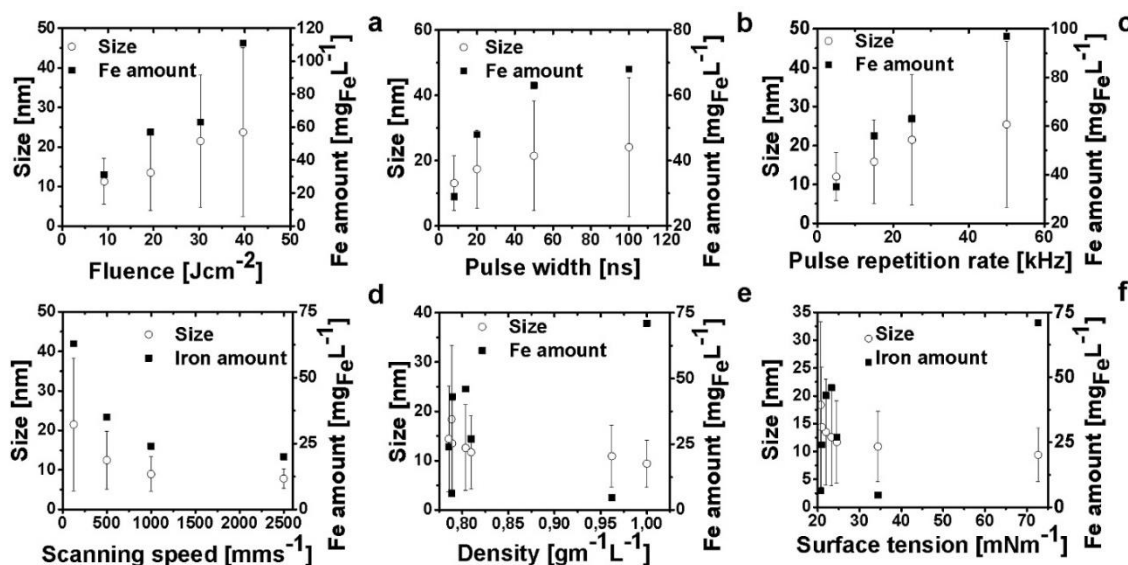 a
Size
Fe amount
50
40
30
20
10
0
120
100
80
60
40
20
0
0 10 20 30 40 50
Size [nm]
Fe amount [mg_Fe L^-1]
Fluence [Jcm^-2]
b
Size
Fe amount
60
40
20
0
80
60
40
20
0 20 40 60 80 100 120
Size [nm]
Fe amount [mg_Fe L^-1]
Pulse width [ns]
c
Size
Fe amount
50
40
30
20
10
0
100
80
60
40
20
0 20 40 60
Size [nm]
Fe amount [mg_Fe L^-1]
Pulse repetition rate [kHz]
d
Size
Iron amount
50
40
30
20
10
0
75
50
25
0
0 500 1000 1500 2000 2500
Size [nm]
Fe amount [mg_Fe L^-1]
Scanning speed [mms^-1]
e
Size
Fe amount
40
30
20
10
0
75
50
25
0
0,80 0,85 0,90 0,95 1,00
Size [nm]
Fe amount [mg_Fe L^-1]
Density [gm^-1L^-1]
f
Size
Iron amount
35
30
25
20
15
10
5
0
75
50
25
0
20 30 40 50 60 70
Size [nm]
Fe amount [mg_Fe L^-1]
Surface tension [mNm^-1]